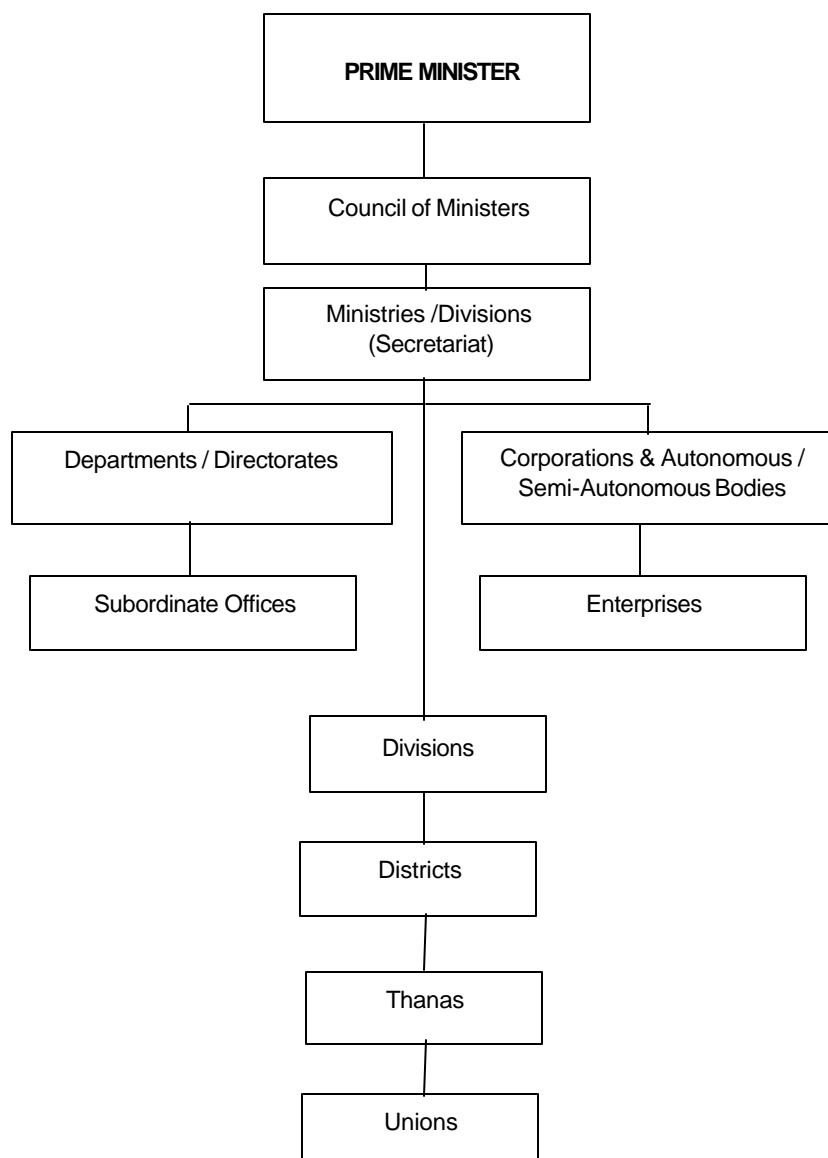 PRIME MINISTER
Council of Ministers
Ministries /Divisions
(Secretariat)
Departments / Directorates
Corporations & Autonomous /
Semi-Autonomous Bodies
Subordinate Offices
Enterprises
Divisions
Districts
Thanas
Unions